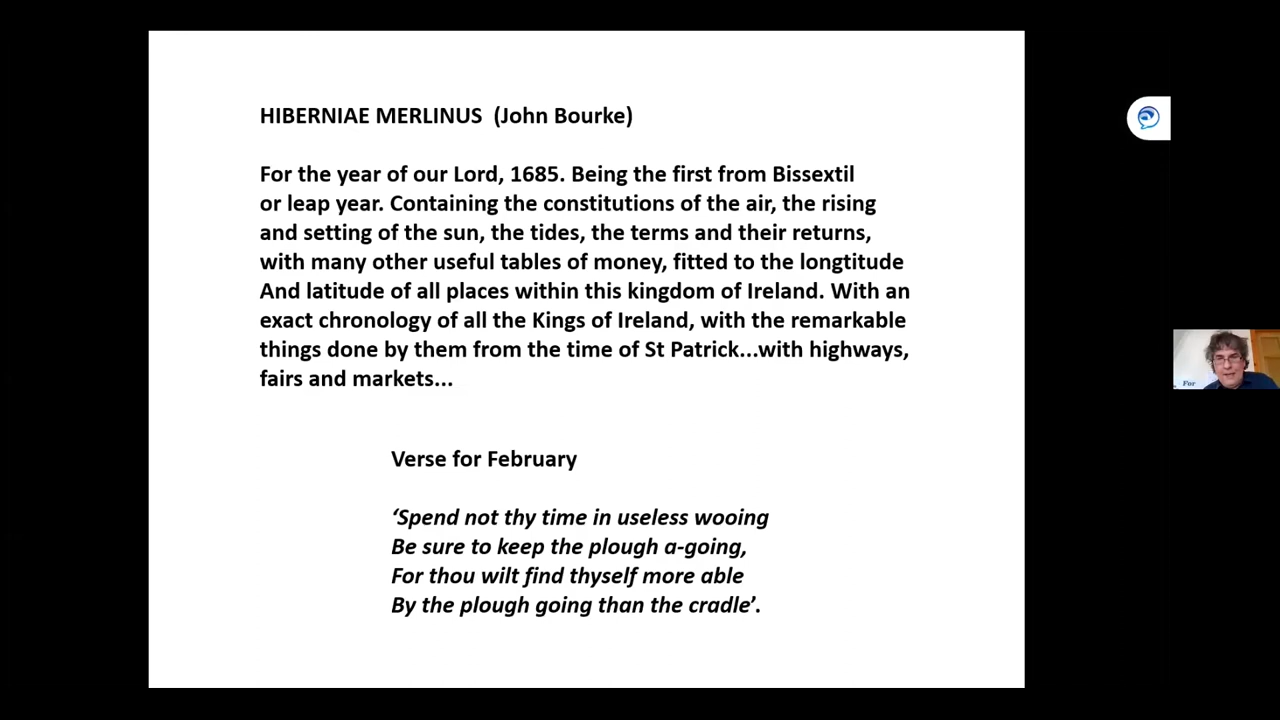 HIBERNIAE MERLINUS (John Bourke)
For the year of our Lord, 1685. Being the first from Bissextil
or leap year. Containing the constitutions of the air, the rising
and setting of the sun, the tides, the terms and their returns,
with many other useful tables of money, fitted to the longtitude
And latitude of all places within this kingdom of Ireland. With an
exact chronology of all the Kings of Ireland, with the remarkable
things done by them from the time of St Patrick...with highways,
fairs and markets...
Verse for February
‘Spend not thy time in useless wooing
Be sure to keep the plough a-going,
For thou wilt find thyself more able
By the plough going than the cradle’.
For